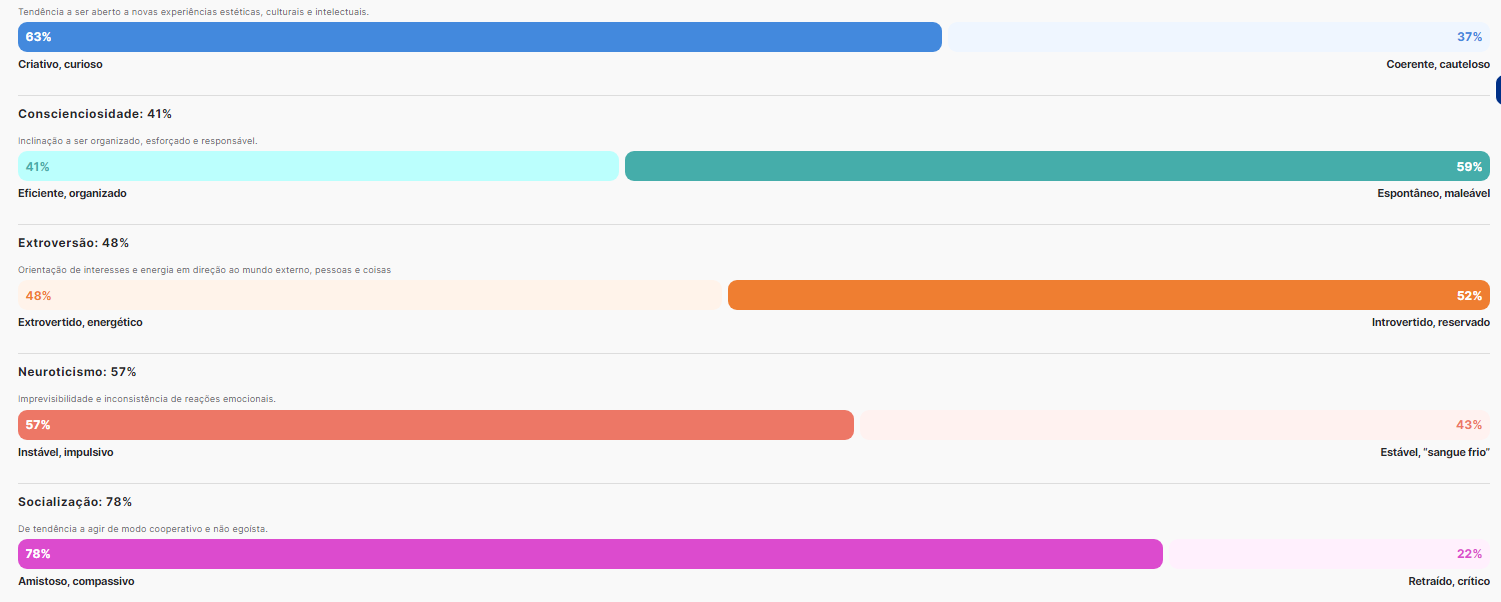 Tendência a ser aberto a novas experiências estéticas, culturais e intelectuais.
63% 37%
Criativo, curioso Coerente, cauteloso
Conscienciosidade: 41%
Inclinação a ser organizado, esforçado e responsável.
41% 59%
Eficiente, organizado Espontâneo, maleável
Extroversão: 48%
Orientação de interesses e energia em direção ao mundo externo, pessoas e coisas
48% 52%
Extrovertido, energético Introvertido, reservado
Neuroticismo: 57%
Imprevisibilidade e inconsistência de reações emocionais.
57% 43%
Instável, impulsivo Estável, “sangue frio”
Socialização: 78%
De tendência a agir de modo cooperativo e não egoísta.
78% 22%
Amistoso, compassivo Retraído, crítico